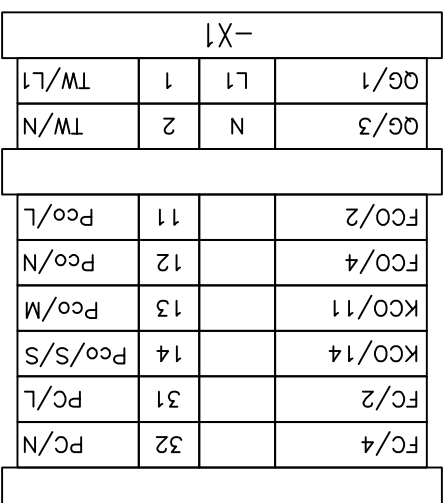 FC/4 32 PC/N
FC/2 31 PC/L
KCO/14 14 Pco/S/S
KCO/11 13 Pco/M
FCO/4 12 Pco/N
FCO/2 11 Pco/L
QG/3 N 2 TW/N
QG/1 L1 1 TW/L1
-X1